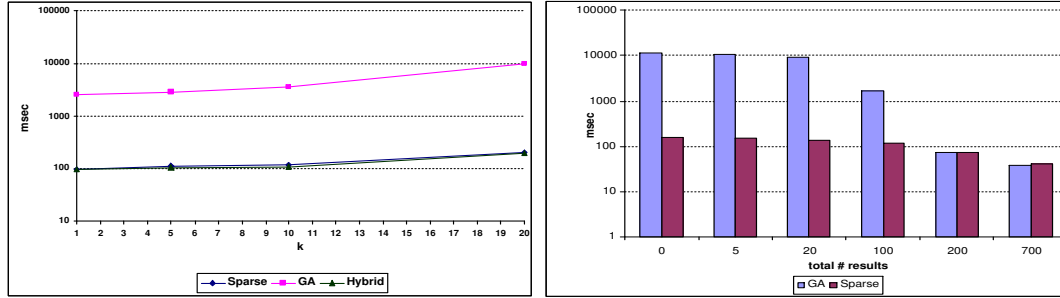 100000
10000
1000
100
10
msec
1 2 3 4 5 6 7 8 9 10 11 12 13 14 15 16 17 18 19 20
k
Sparse GA Hybrid
100000
10000
1000
100
10
1
msec
0 5 20 100 200 700
total # results
GA Sparse